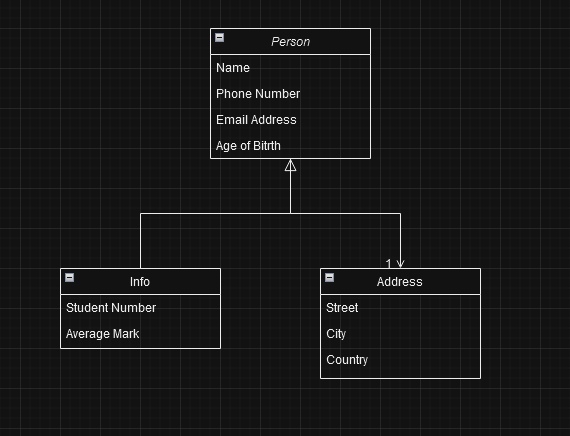 Person
Name
Phone Number
Email Address
Age of Bitrth
1
Info
Student Number
Average Mark
Address
Street
City
Country